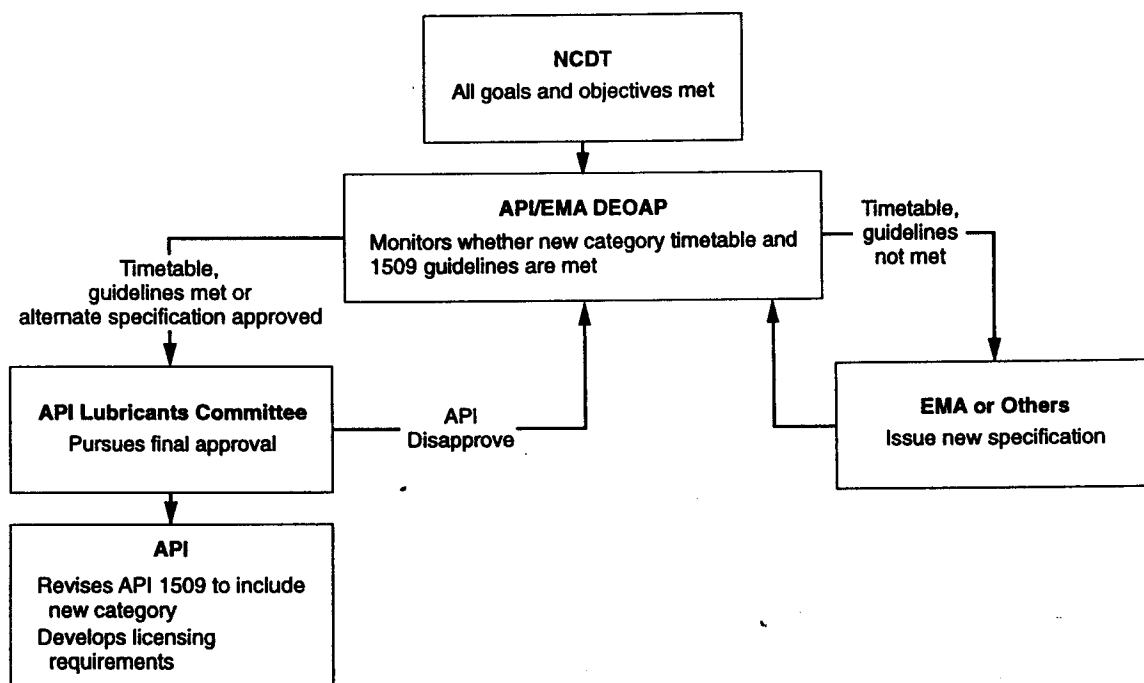 NCDT
All goals and objectives met
API/EMA DEOAP
Monitors whether new category timetable and
1509 guidelines are met
Timetable,
guidelines
not met
Timetable,
guidelines met or
alternate specification approved
API Lubricants Committee
Pursues final approval
API
Disapprove
EMA or Others
Issue new specification
API
Revises API 1509 to include
new category
Develops licensing
requirements